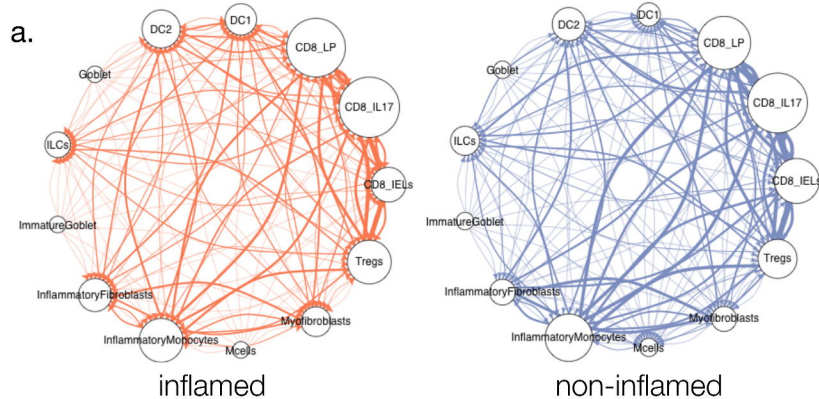 a.
DC2
DC1
CD8_LP
Goblet
CD8_IL17
ILCs
CD8_IELs
ImmatureGoblet
Tregs
InflammatoryFibroblasts
Myofibroblasts
InflammatoryMonocytes
Mcells
inflamed
DC2
DC1
CD8_LP
Goblet
CD8_IL17
ILCs
CD8_IELs
ImmatureGoblet
Tregs
InflammatoryFibroblasts
Myofibroblasts
InflammatoryMonocytes
Mcells
non-inflamed